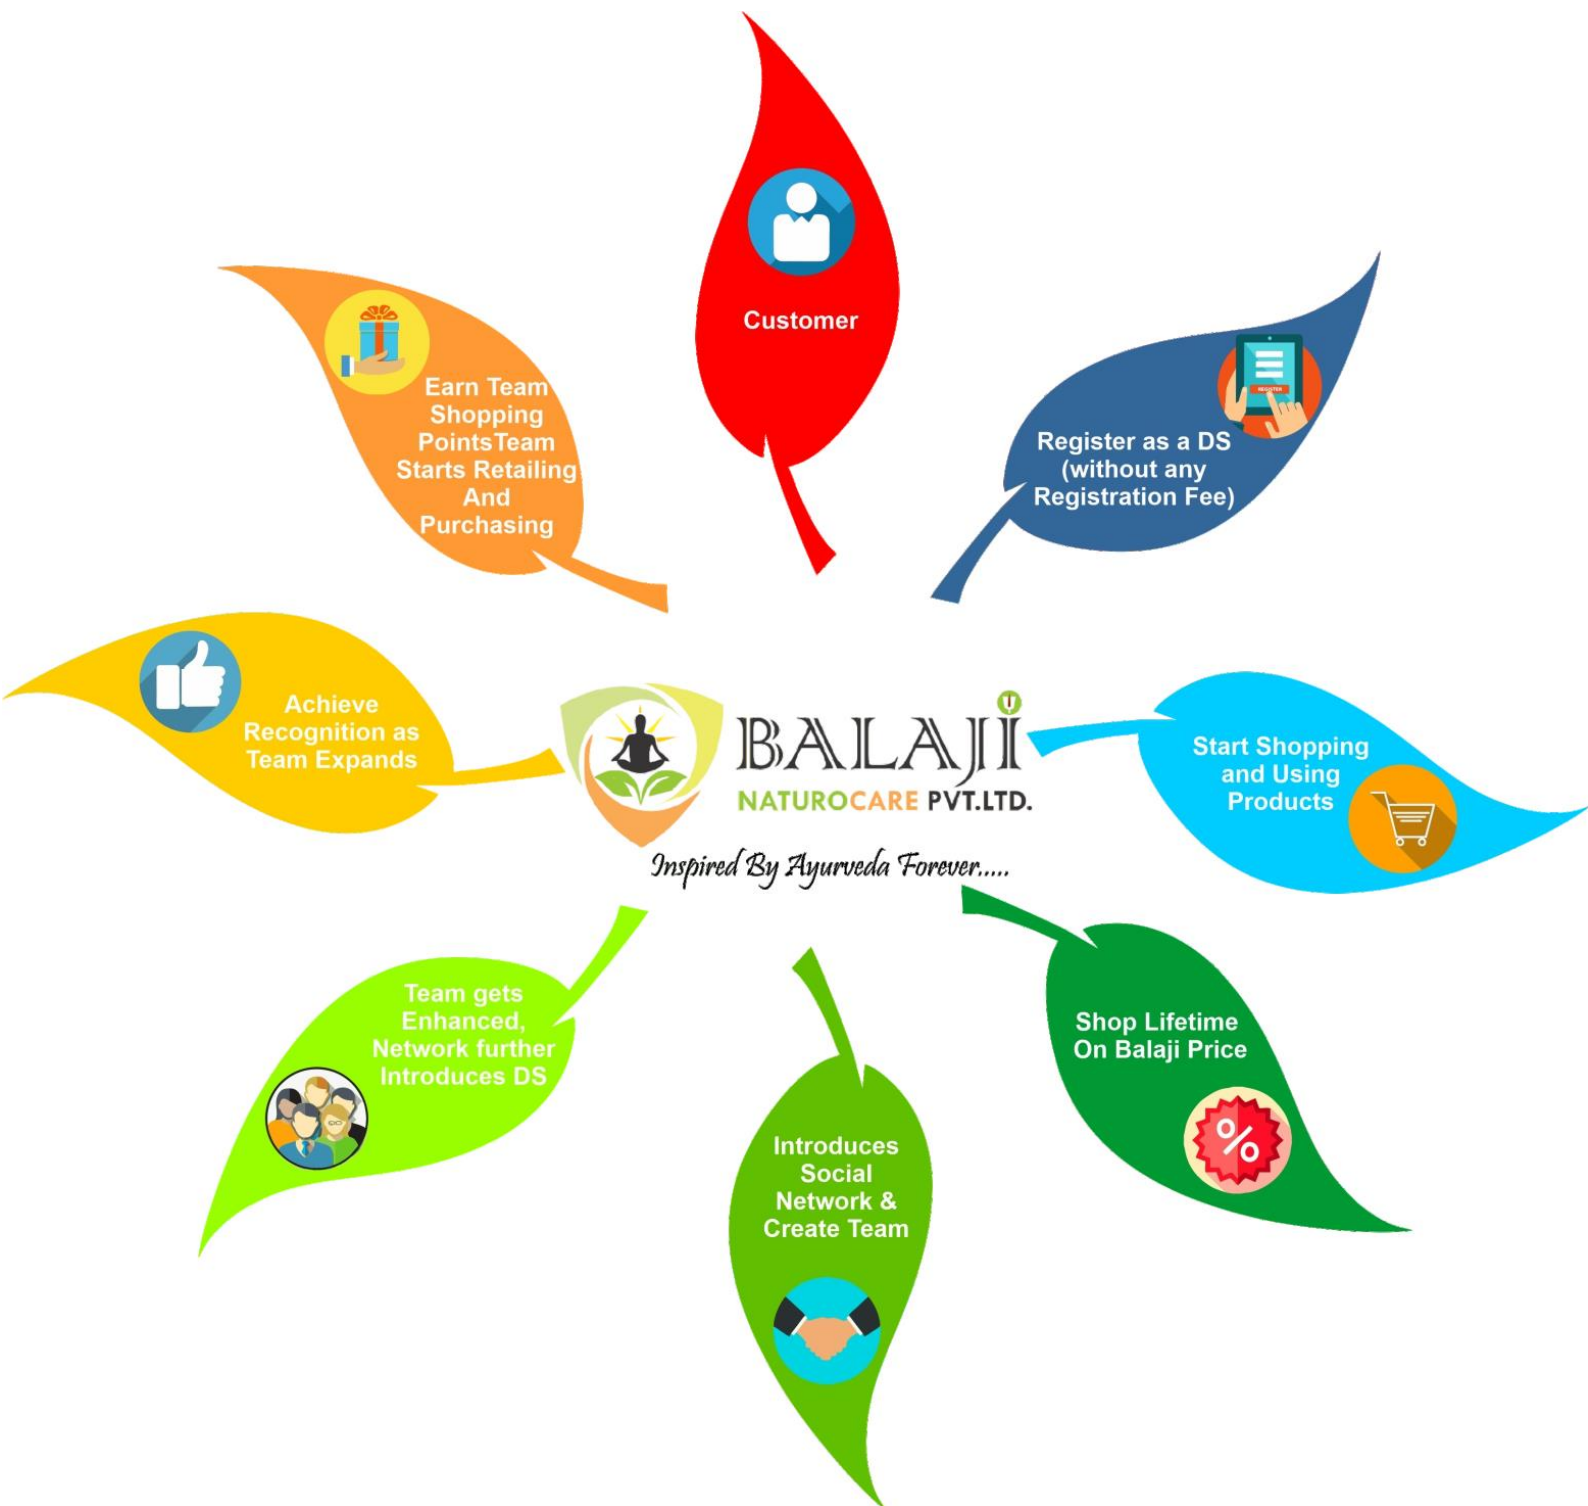 Customer
Register as a DS
(without any
Registration Fee)
REGISTER
Start Shopping
and Using
Products
Shop Lifetime
On Balaji Price
%
Introduces
Social
Network &
Create Team
Team gets
Enhanced,
Network further
Introduces DS
Achieve
Recognition as
Team Expands
Earn Team
Shopping
PointsTeam
Starts Retailing
And
Purchasing
BALAJI
NATUROCARE PVT.LTD.
Inspired By Ayurveda Forever.....